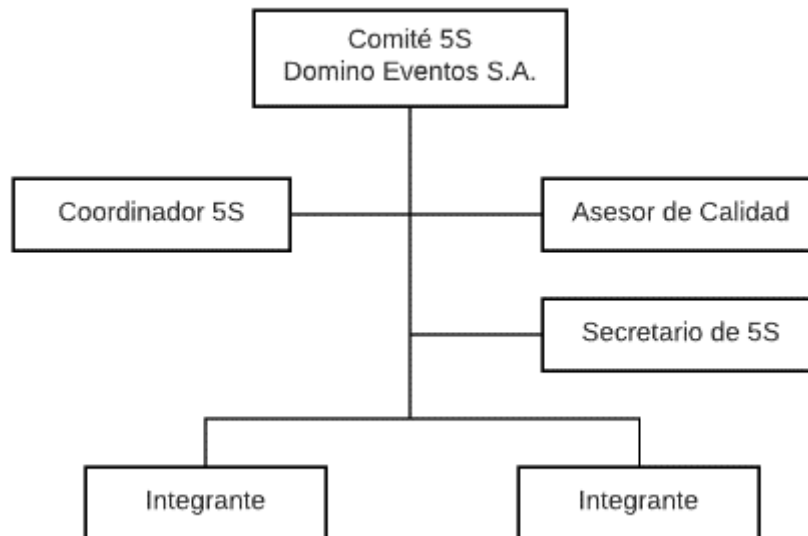 Comité 5S
Domino Eventos S.A.
Coordinador 5S
Asesor de Calidad
Secretario de 5S
Integrante
Integrante